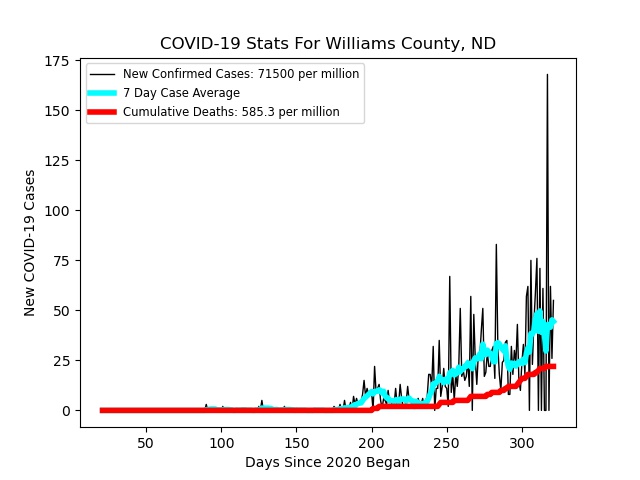 COVID-19 Stats For Williams County, ND
New Confirmed Cases: 71500 per million
7 Day Case Average
Cumulative Deaths: 585.3 per million
New COVID-19 Cases
175
150
125
100
75
50
25
0
50 100 150 200 250 300
Days Since 2020 Began